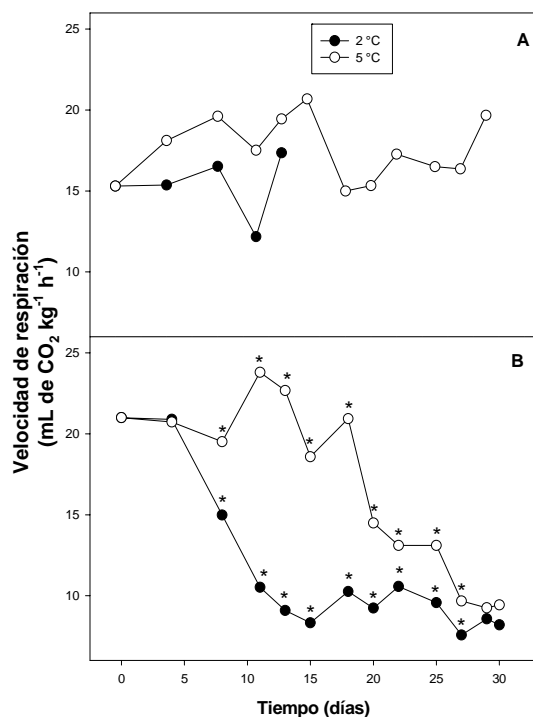 25
20
15
10
A
2 °C
5 °C
Velocidad de respiración
(mL de CO₂ kg⁻¹ h⁻¹)
25
20
15
10
B
* * * * * * * * * *
* * * * * * * * *
0 5 10 15 20 25 30
Tiempo (días)